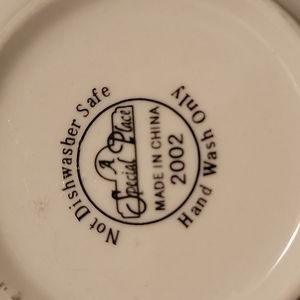 Not Dishwasher Safe
A
Special Place
MADE IN CHINA
2002
Hand Wash Only